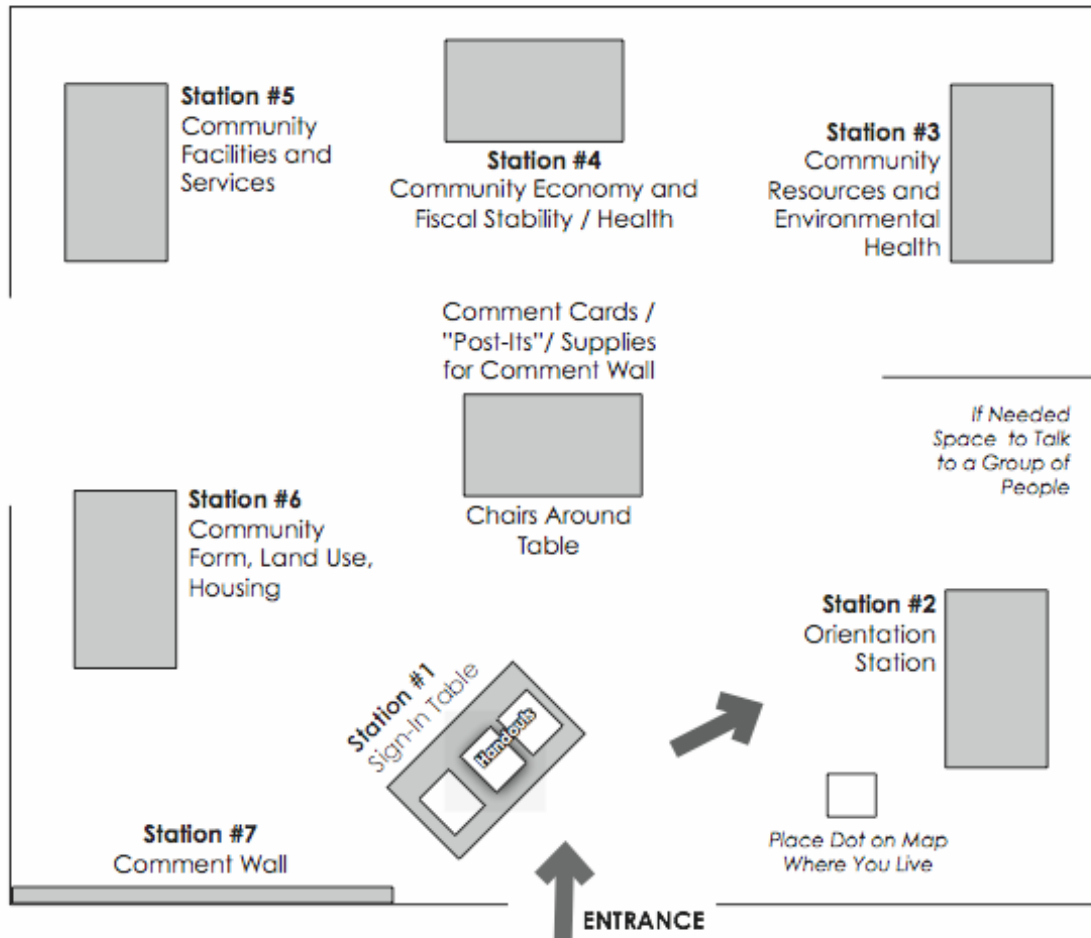 Station #5
Community
Facilities and
Services
Station #4
Community Economy and
Fiscal Stability / Health
Station #3
Community
Resources and
Environmental
Health
Comment Cards /
"Post-Its"/ Supplies
for Comment Wall
Chairs Around
Table
If Needed
Space to Talk
to a Group of
People
Station #6
Community
Form, Land Use,
Housing
Station #2
Orientation
Station
Station #1
Sign-In Table
Handouts
Place Dot on Map
Where You Live
Station #7
Comment Wall
ENTRANCE